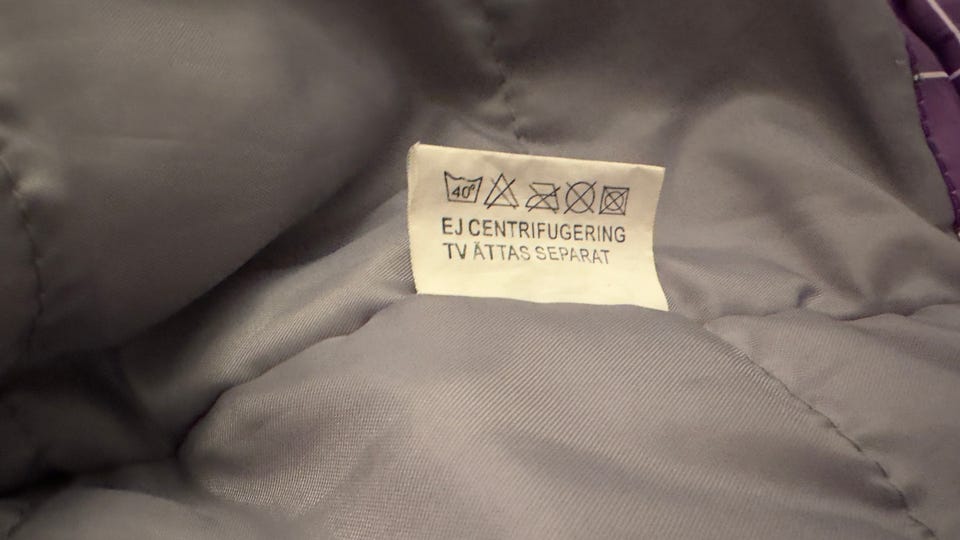 40°
EJ CENTRIFUGERING
TV ÄTTAS SEPARAT